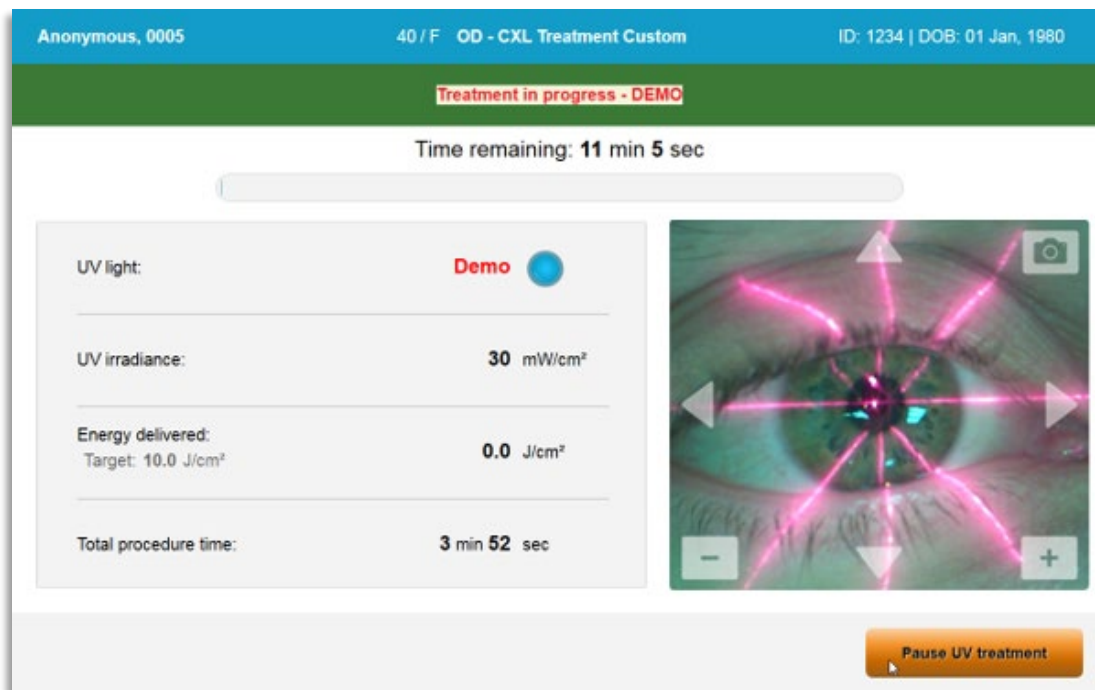 Anonymous, 0005 40 / F OD - CXL Treatment Custom ID: 1234 | DOB: 01 Jan, 1980
Treatment in progress - DEMO
Time remaining: 11 min 5 sec
UV light: Demo
UV irradiance: 30 mW/cm²
Energy delivered:
Target: 10.0 J/cm²
0.0 J/cm²
Total procedure time: 3 min 52 sec
Pause UV treatment